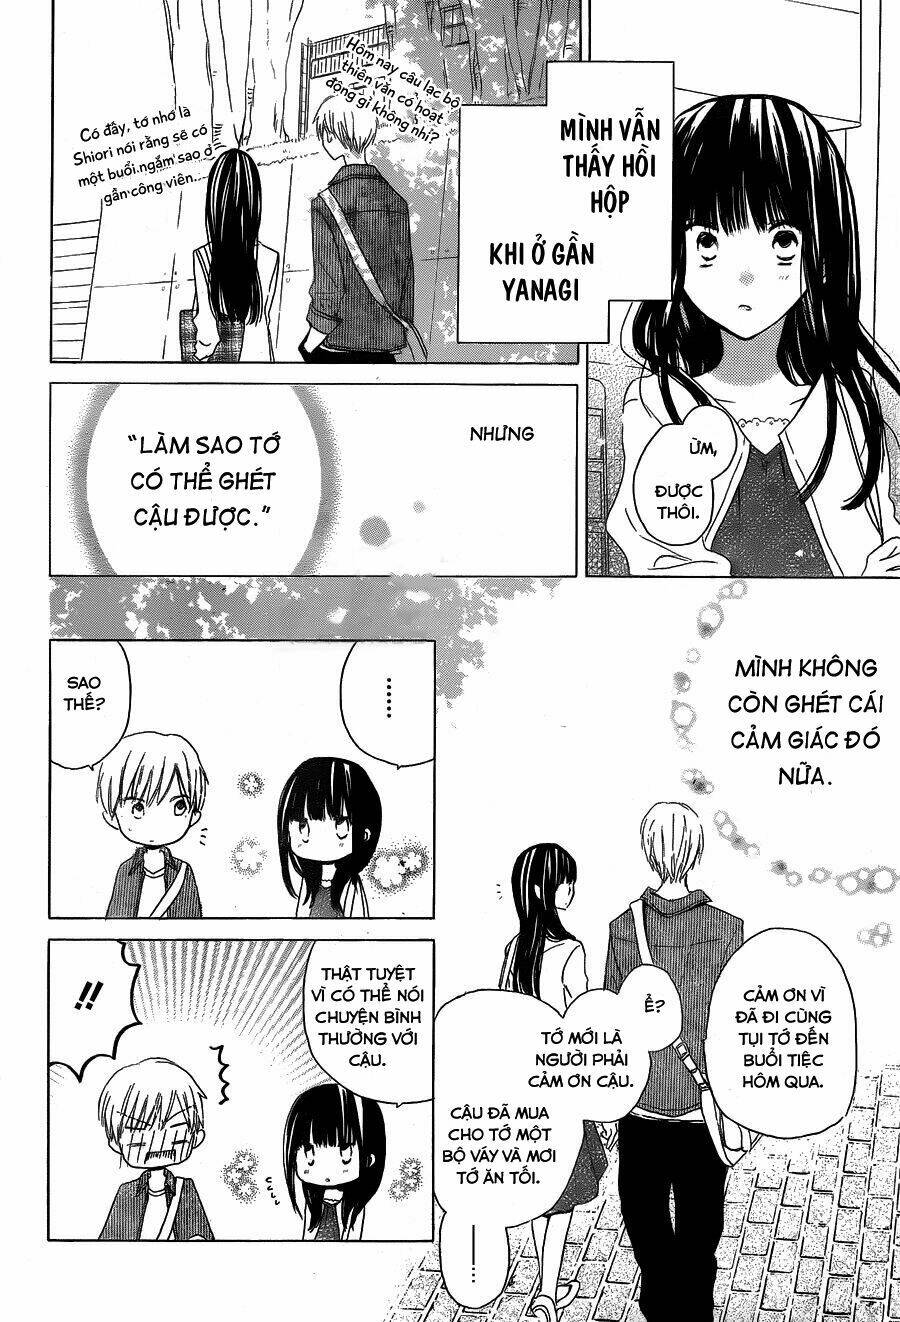 ỪM,
ĐƯỢC
THÔI.
MÌNH VẪN
THẤY HỒI
HỘP
KHI Ở GẦN
YANAGI
Hôm nay câu lạc bộ
thiên văn có hoạt
động gì không nhỉ?
Có đấy, tớ nhớ là
Shiori nói rằng sẽ có
một buổi ngắm sao ở
gần công viên
NHƯNG
“LÀM SAO TỚ
CÓ THỂ GHÉT
CẬU ĐƯỢC.”
MÌNH KHÔNG
CÒN GHÉT CÁI
CẢM GIÁC ĐÓ
NỮA.
CẢM ƠN VÌ
ĐÃ ĐI CÙNG
TỤI TỚ ĐẾN
BUỔI TIỆC
HÔM QUA.
Ể?
TỚ MỚI LÀ
NGƯỜI PHẢI
CẢM ƠN CẬU.
CẬU ĐÃ MUA
CHO TỚ MỘT
BỘ VÁY VÀ MƠI
TỚ ĂN TỐI.
......
SAO
THẾ?
THẬT TUYỆT
VÌ CÓ THỂ NÓI
CHUYỆN BÌNH
THƯỜNG VỚI
CẬU.
!!